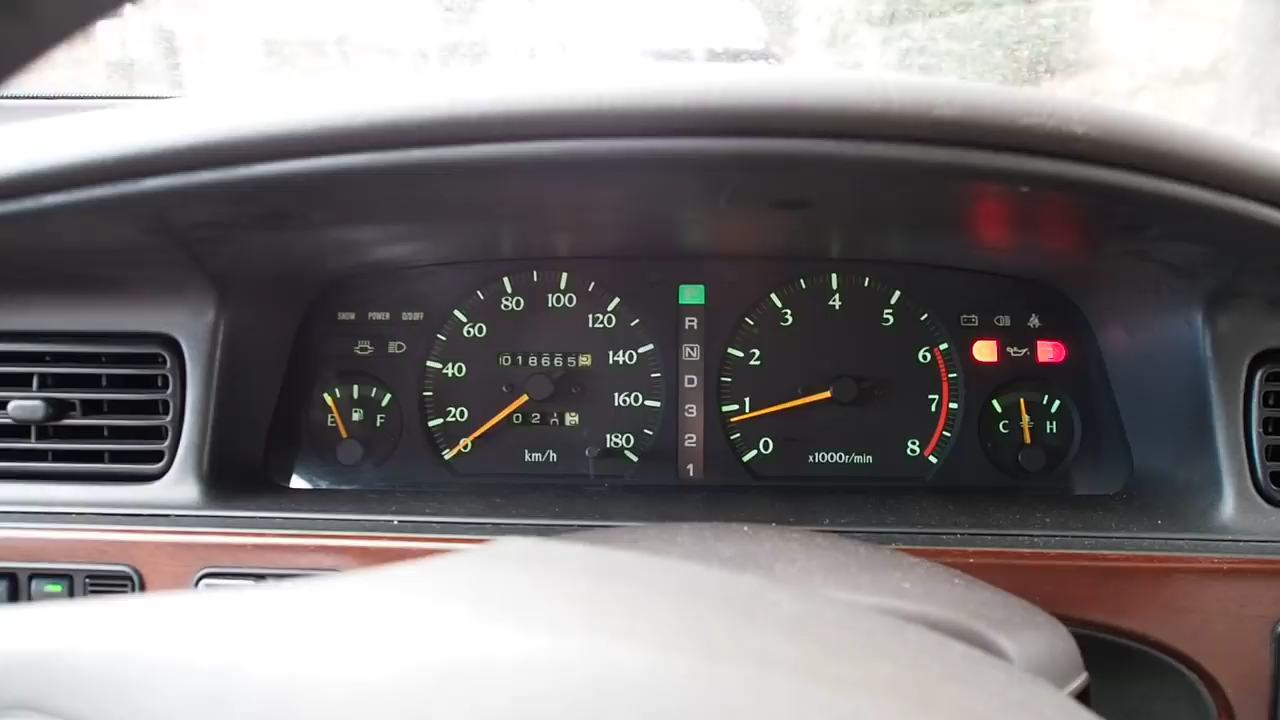 SNOW POWER O/D OFF
E F
0 20 40 60 80 100 120 140 160 180
018665
km/h
P
R
N
D
3
2
1
0 1 2 3 4 5 6 7 8
x1000r/min
C H